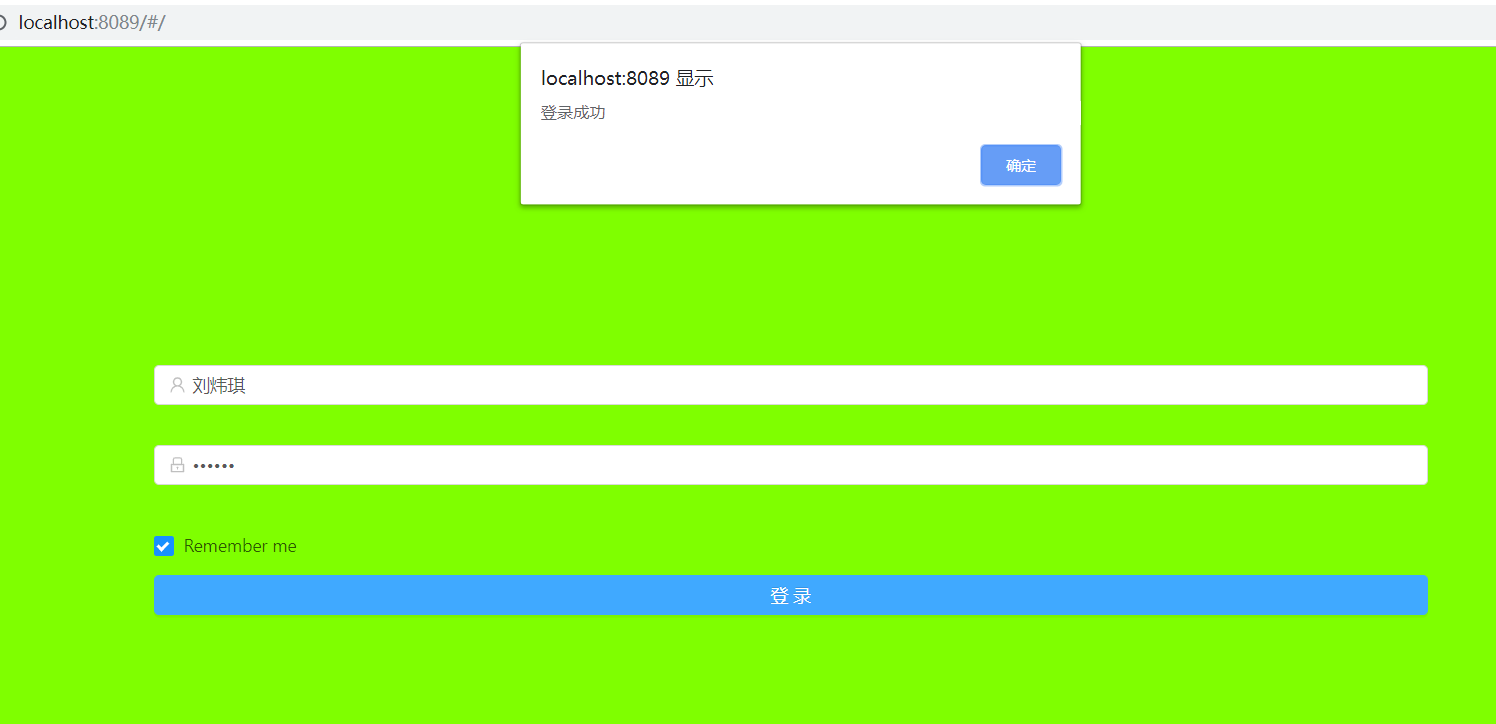 localhost:8089/#/
localhost:8089 显示
登录成功
确定
刘炜琪
••••••
Remember me
登 录